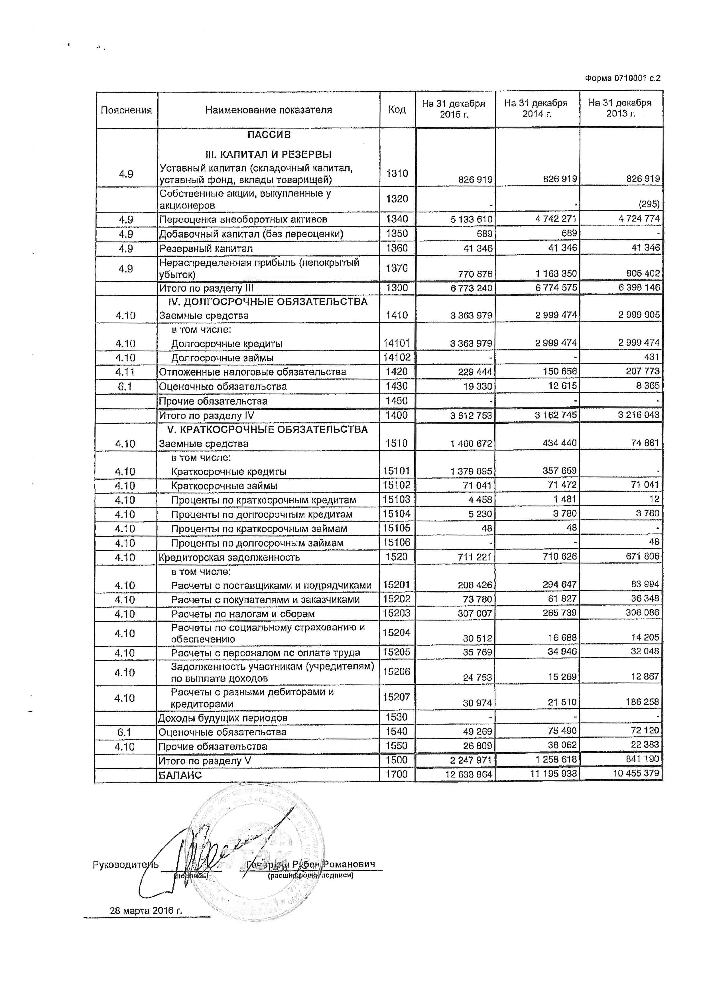 Форма 0710001 с.2
Пояснения Наименование показателя Код На 31 декабря 2015 г. На 31 декабря 2014 г. На 31 декабря 2013 г.
ПАССИВ
III. КАПИТАЛ И РЕЗЕРВЫ
4.9 Уставный капитал (складочный капитал, уставный фонд, вклады товарищей) 1310 826 919 826 919 826 919
Собственные акции, выкупленные у акционеров 1320 - - (295)
4.9 Переоценка внеоборотных активов 1340 5 133 610 4 742 271 4 724 774
4.9 Добавочный капитал (без переоценки) 1350 689 689 -
4.9 Резервный капитал 1360 41 346 41 346 41 346
4.9 Нераспределенная прибыль (непокрытый убыток) 1370 770 676 1 163 350 805 402
Итого по разделу III 1300 6 773 240 6 774 575 6 398 146
IV. ДОЛГОСРОЧНЫЕ ОБЯЗАТЕЛЬСТВА
4.10 Заемные средства 1410 3 363 979 2 999 474 2 999 905
в том числе:
4.10 Долгосрочные кредиты 14101 3 363 979 2 999 474 2 999 474
4.10 Долгосрочные займы 14102 - - 431
4.11 Отложенные налоговые обязательства 1420 229 444 150 656 207 773
6.1 Оценочные обязательства 1430 19 330 12 615 8 365
Прочие обязательства 1450 - - -
Итого по разделу IV 1400 3 612 753 3 162 745 3 216 043
V. КРАТКОСРОЧНЫЕ ОБЯЗАТЕЛЬСТВА
4.10 Заемные средства 1510 1 460 672 434 440 74 881
в том числе:
4.10 Краткосрочные кредиты 15101 1 379 895 357 659 -
4.10 Краткосрочные займы 15102 71 041 71 472 71 041
4.10 Проценты по краткосрочным кредитам 15103 4 458 1 481 12
4.10 Проценты по долгосрочным кредитам 15104 5 230 3 780 3 780
4.10 Проценты по краткосрочным займам 15105 48 48 -
4.10 Проценты по долгосрочным займам 15106 - - 48
4.10 Кредиторская задолженность 1520 711 221 710 626 671 806
в том числе:
4.10 Расчеты с поставщиками и подрядчиками 15201 208 426 294 647 83 994
4.10 Расчеты с покупателями и заказчиками 15202 73 780 61 827 36 348
4.10 Расчеты по налогам и сборам 15203 307 007 265 739 306 086
4.10 Расчеты по социальному страхованию и обеспечению 15204 30 512 16 688 14 205
4.10 Расчеты с персоналом по оплате труда 15205 35 769 34 946 32 048
4.10 Задолженность участникам (учредителям) по выплате доходов 15206 24 753 15 269 12 867
4.10 Расчеты с разными дебиторами и кредиторами 15207 30 974 21 510 186 258
Доходы будущих периодов 1530 - - -
6.1 Оценочные обязательства 1540 49 269 75 490 72 120
4.10 Прочие обязательства 1550 26 809 38 062 22 383
Итого по разделу V 1500 2 247 971 1 258 618 841 190
БАЛАНС 1700 12 633 964 11 195 938 10 455 379
Руководитель Геворкян Рубен Романович
(подпись) (расшифровка подписи)
28 марта 2016 г.